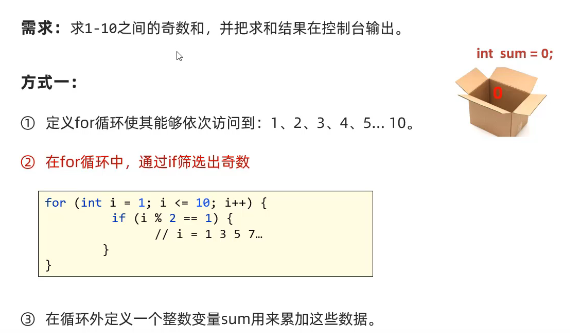 需求：求1-10之间的奇数和，并把求和结果在控制台输出。
int sum = 0;
0
方式一：
① 定义for循环使其能够依次访问到：1、2、3、4、5... 10。
② 在for循环中，通过if筛选出奇数
for (int i = 1; i <= 10; i++) {
if (i % 2 == 1) {
// i = 1 3 5 7…
}
}
③ 在循环外定义一个整数变量sum用来累加这些数据。